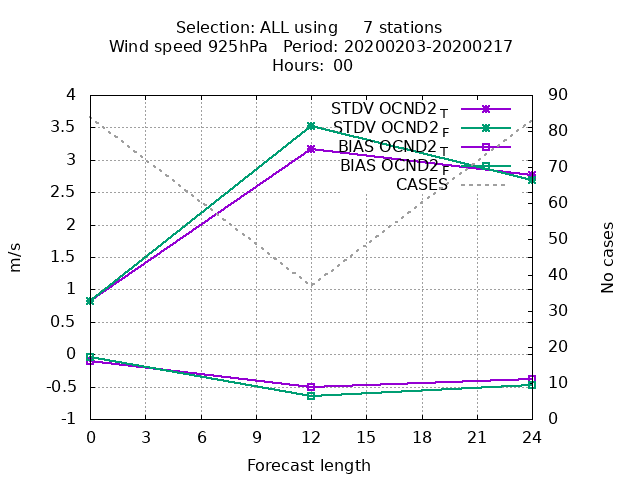 Selection: ALL using 7 stations
Wind speed 925hPa Period: 20200203-20200217
Hours: 00
STDV OCND2 T
STDV OCND2 F
BIAS OCND2 T
BIAS OCND2 F
CASES
4
3.5
3
2.5
2
1.5
1
0.5
0
-0.5
-1
m/s
90
80
70
60
50
40
30
20
10
0
No cases
0 3 6 9 12 15 18 21 24
Forecast length